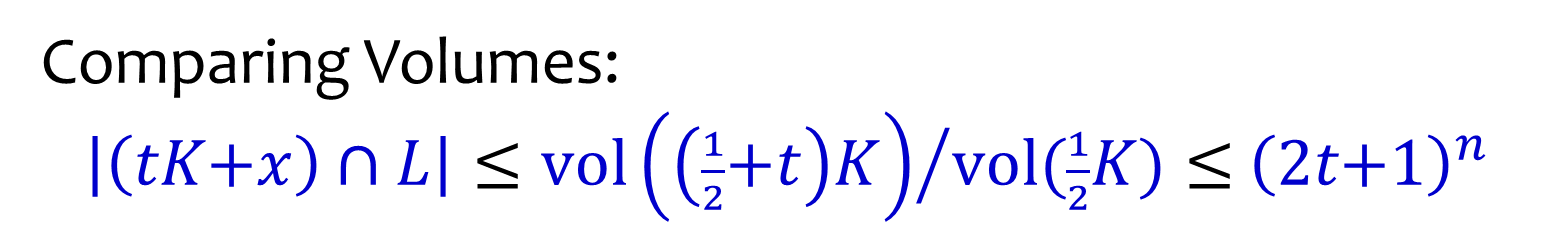 Comparing Volumes:
|(tK+x) ∩ L| ≤ vol((½+t)K)/vol(½K) ≤ (2t+1)ⁿ